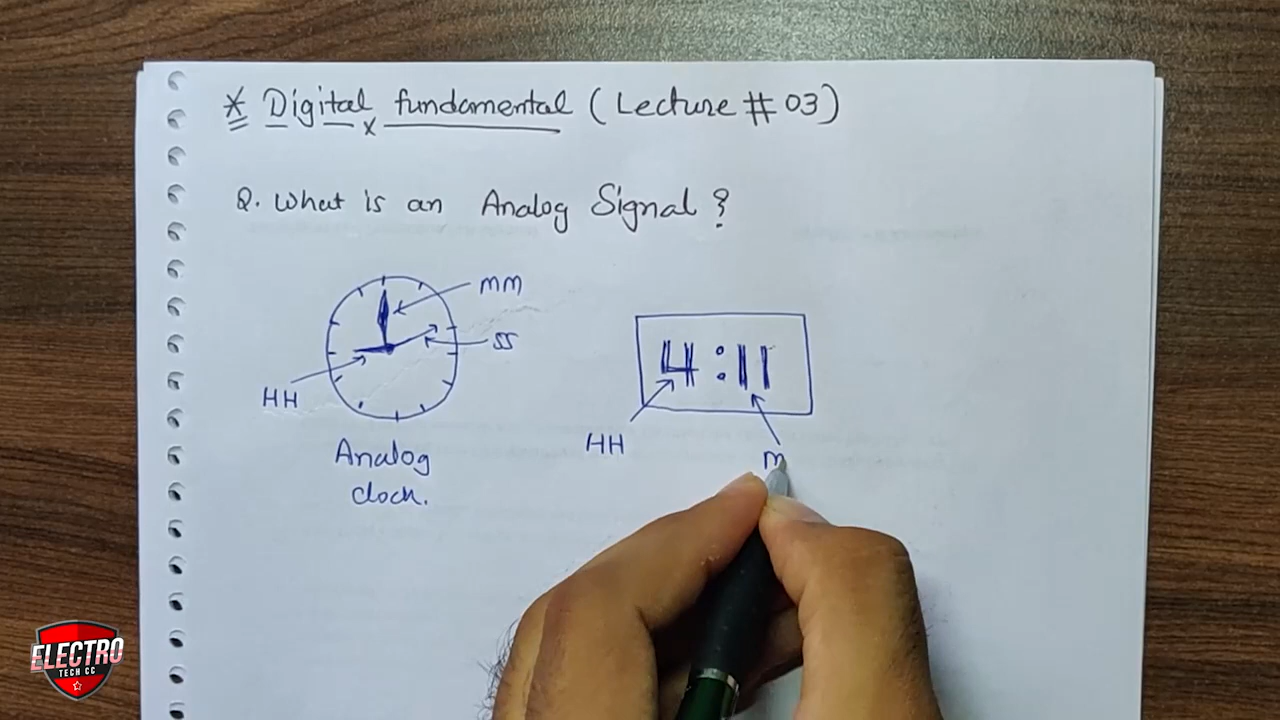 * Digital fundamental (Lecture # 03)
x
Q. What is an Analog Signal?
MM
SS
HH
Analog
clock.
4:11
HH
M
ELECTRO
TECH CC